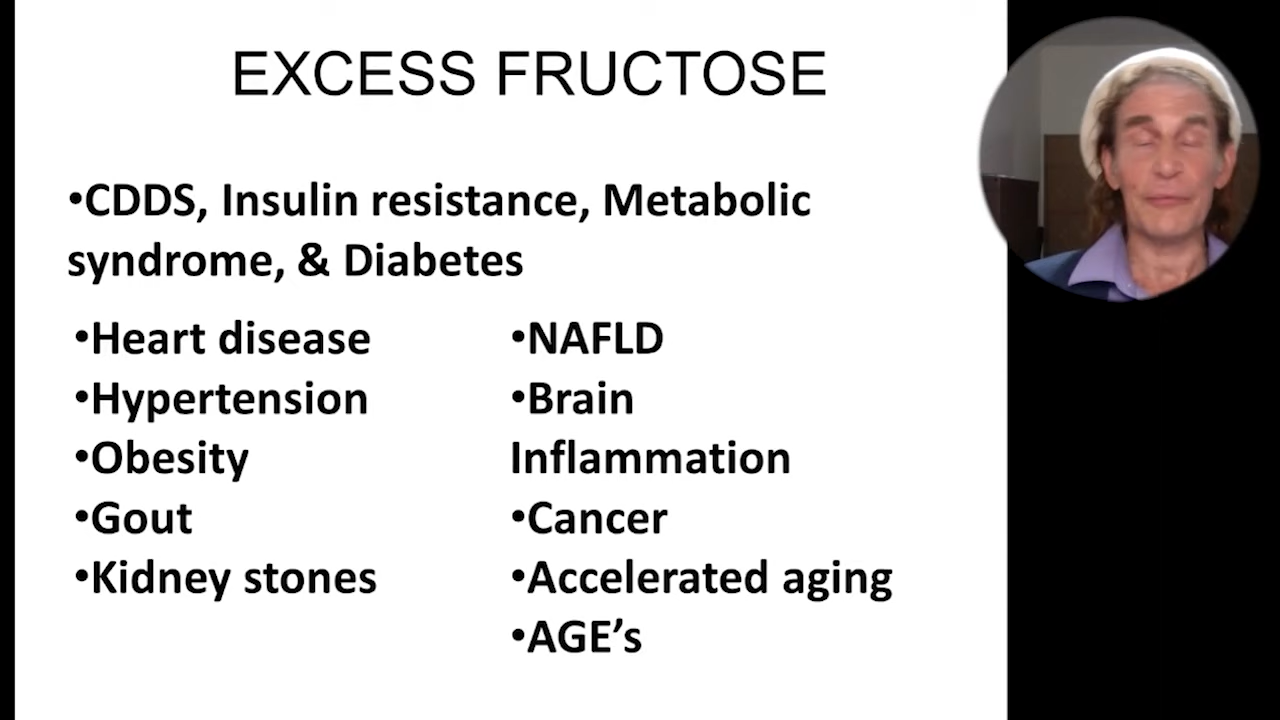 EXCESS FRUCTOSE
•CDDS, Insulin resistance, Metabolic
syndrome, & Diabetes
•Heart disease
•Hypertension
•Obesity
•Gout
•Kidney stones
•NAFLD
•Brain
Inflammation
•Cancer
•Accelerated aging
•AGE’s